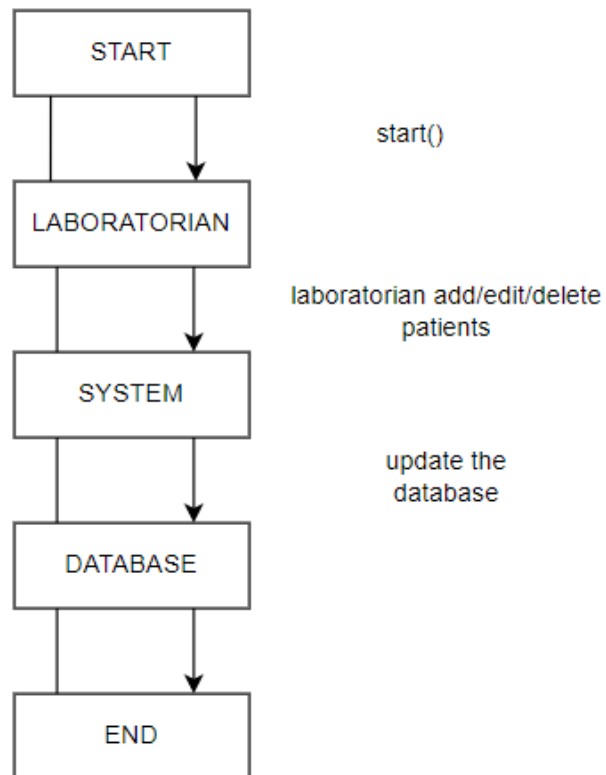 START
start()
LABORATORIAN
laboratorian add/edit/delete
patients
SYSTEM
update the
database
DATABASE
END